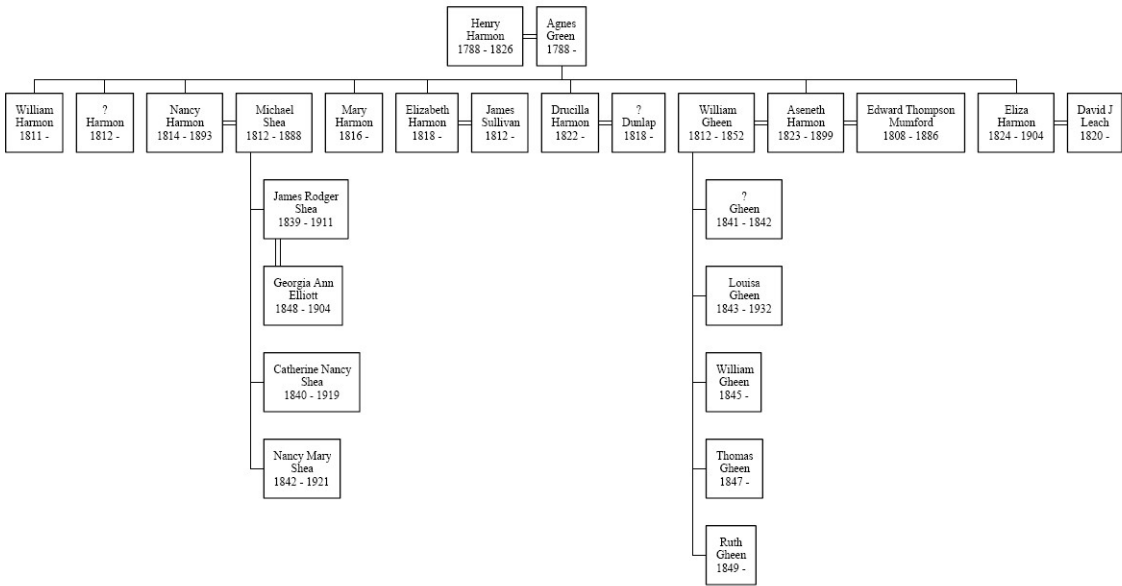 Henry
Harmon
1788 - 1826
Agnes
Green
1788 -
William
Harmon
1811 -
?
Harmon
1812 -
Nancy
Harmon
1814 - 1893
Michael
Shea
1812 - 1888
Mary
Harmon
1816 -
Elizabeth
Harmon
1818 -
James
Sullivan
1812 -
Drucilla
Harmon
1822 -
?
Dunlap
1818 -
William
Gheen
1812 - 1852
Aseneth
Harmon
1823 - 1899
Edward Thompson
Mumford
1808 - 1886
Eliza
Harmon
1824 - 1904
David J
Leach
1820 -
James Rodger
Shea
1839 - 1911
Georgia Ann
Elliott
1848 - 1904
Catherine Nancy
Shea
1840 - 1919
Nancy Mary
Shea
1842 - 1921
?
Gheen
1841 - 1842
Louisa
Gheen
1843 - 1932
William
Gheen
1845 -
Thomas
Gheen
1847 -
Ruth
Gheen
1849 -